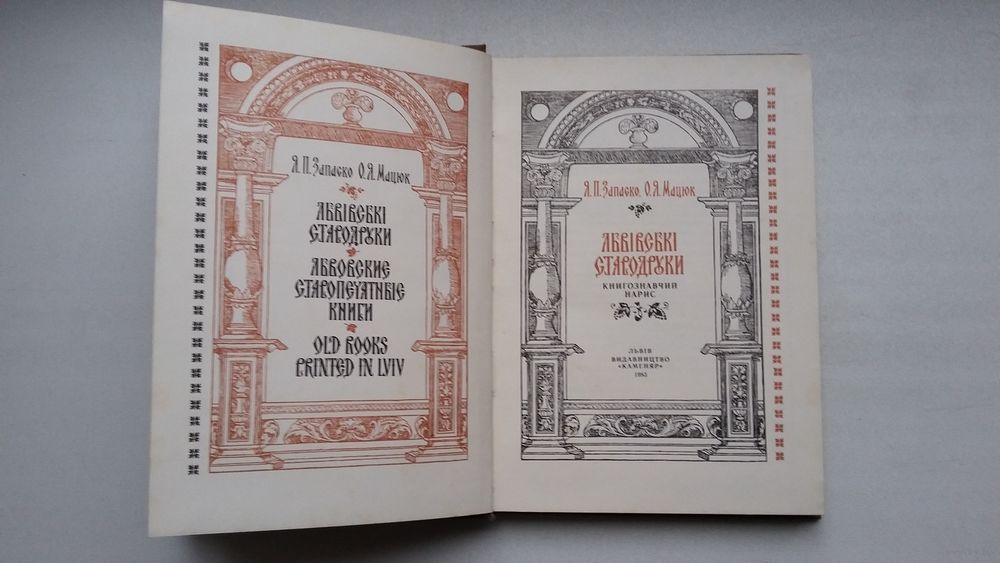 Я.П.Запаско О.Я.Мацюк
Львівські
стародруки
Львовские
старопечатные
книги
Old books
printed in Lviv
Я.П.Запаско, О.Я.Мацюк
Львівські
стародруки
КНИГОЗНАВЧИЙ
НАРИС
ЛЬВІВ
ВИДАВНИЦТВО
«КАМЕНЯР»
1983